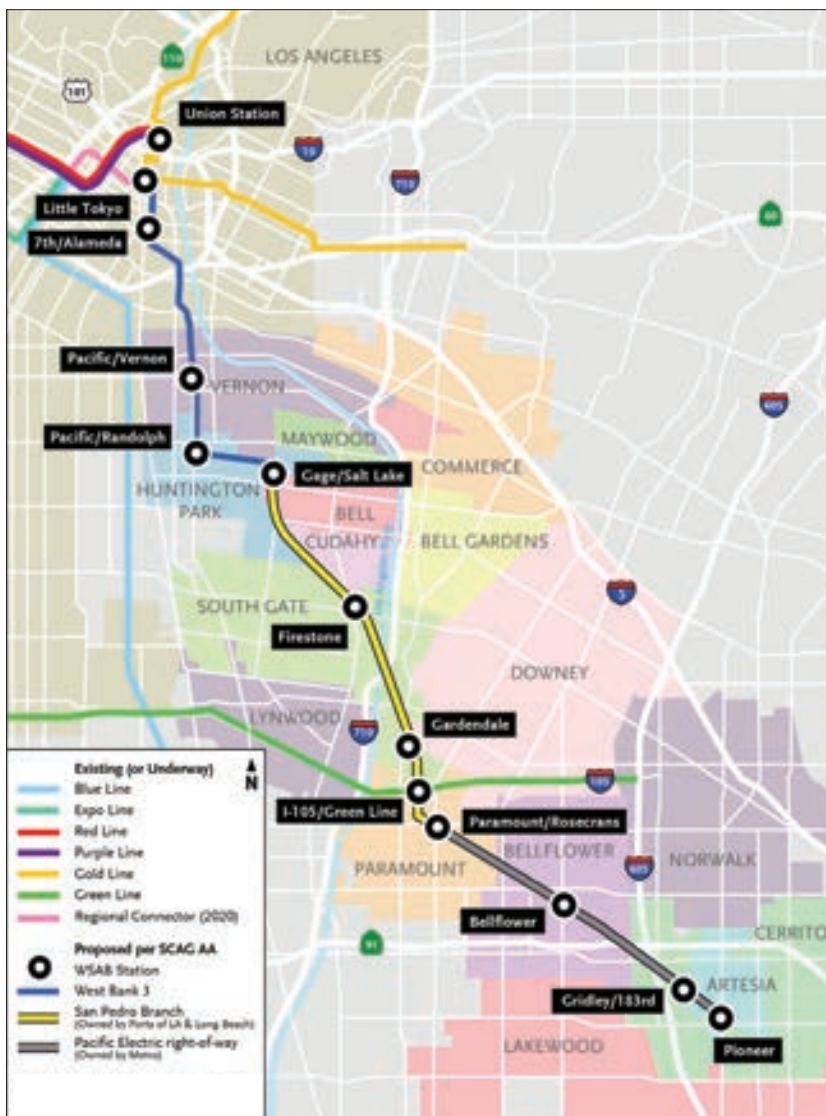 LOS ANGELES
110
101
Union Station
10
710
Little Tokyo
60
7th/Alameda
Pacific/Vernon
VERNON
605
Pacific/Randolph
MAYWOOD
COMMERCE
Gage/Salt Lake
HUNTINGTON
PARK
BELL
CUDAHY
BELL GARDENS
5
SOUTH GATE
Firestone
DOWNEY
LYNWOOD
710
Gardendale
105
I-105/Green Line
Paramount/Rosecrans
BELLFLOWER
PARAMOUNT
NORWALK
605
Bellflower
91
CERRITO
ARTESIA
Gridley/183rd
Pioneer
LAKEWOOD
Existing (or Underway)
N
Blue Line
Expo Line
Red Line
Purple Line
Gold Line
Green Line
Regional Connector (2020)
Proposed per SCAG AA
WSAB Station
West Bank 3
San Pedro Branch
(Owned by Ports of LA & Long Beach)
Pacific Electric right-of-way
(Owned by Metro)